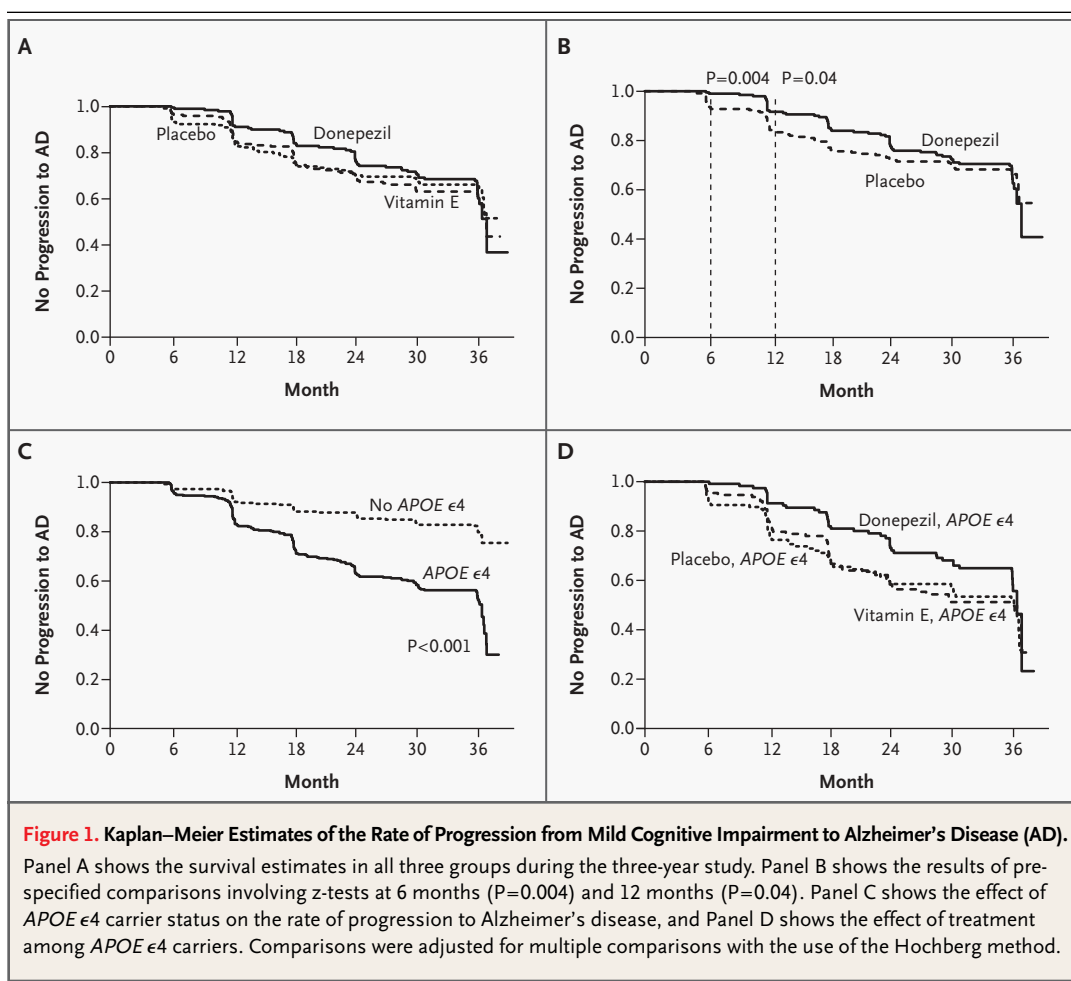 A
1.0
0.8
0.6
0.4
0.2
0.0
No Progression to AD
Placebo
Donepezil
Vitamin E
0 6 12 18 24 30 36
Month
B
P=0.004 P=0.04
1.0
0.8
0.6
0.4
0.2
0.0
No Progression to AD
Donepezil
Placebo
0 6 12 18 24 30 36
Month
C
1.0
0.8
0.6
0.4
0.2
0.0
No Progression to AD
No APOE ϵ4
APOE ϵ4
P<0.001
0 6 12 18 24 30 36
Month
D
1.0
0.8
0.6
0.4
0.2
0.0
No Progression to AD
Donepezil, APOE ϵ4
Placebo, APOE ϵ4
Vitamin E, APOE ϵ4
0 6 12 18 24 30 36
Month
Figure 1. Kaplan–Meier Estimates of the Rate of Progression from Mild Cognitive Impairment to Alzheimer's Disease (AD).
Panel A shows the survival estimates in all three groups during the three-year study. Panel B shows the results of pre-
specified comparisons involving z-tests at 6 months (P=0.004) and 12 months (P=0.04). Panel C shows the effect of
APOE ϵ4 carrier status on the rate of progression to Alzheimer's disease, and Panel D shows the effect of treatment
among APOE ϵ4 carriers. Comparisons were adjusted for multiple comparisons with the use of the Hochberg method.